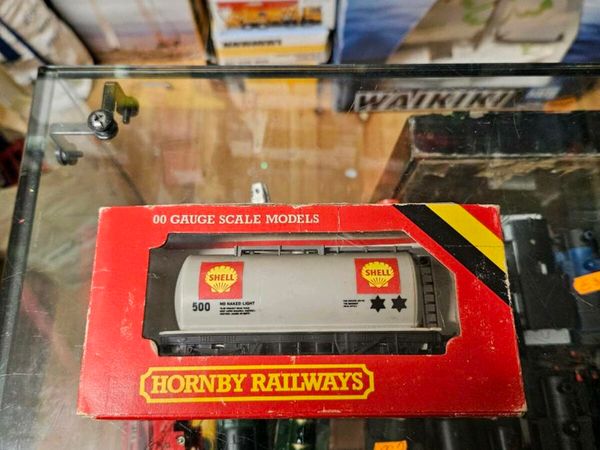 WAIKIKI
00 GAUGE SCALE MODELS
SHELL
SHELL
500 NO NAKED LIGHT
HORNBY RAILWAYS